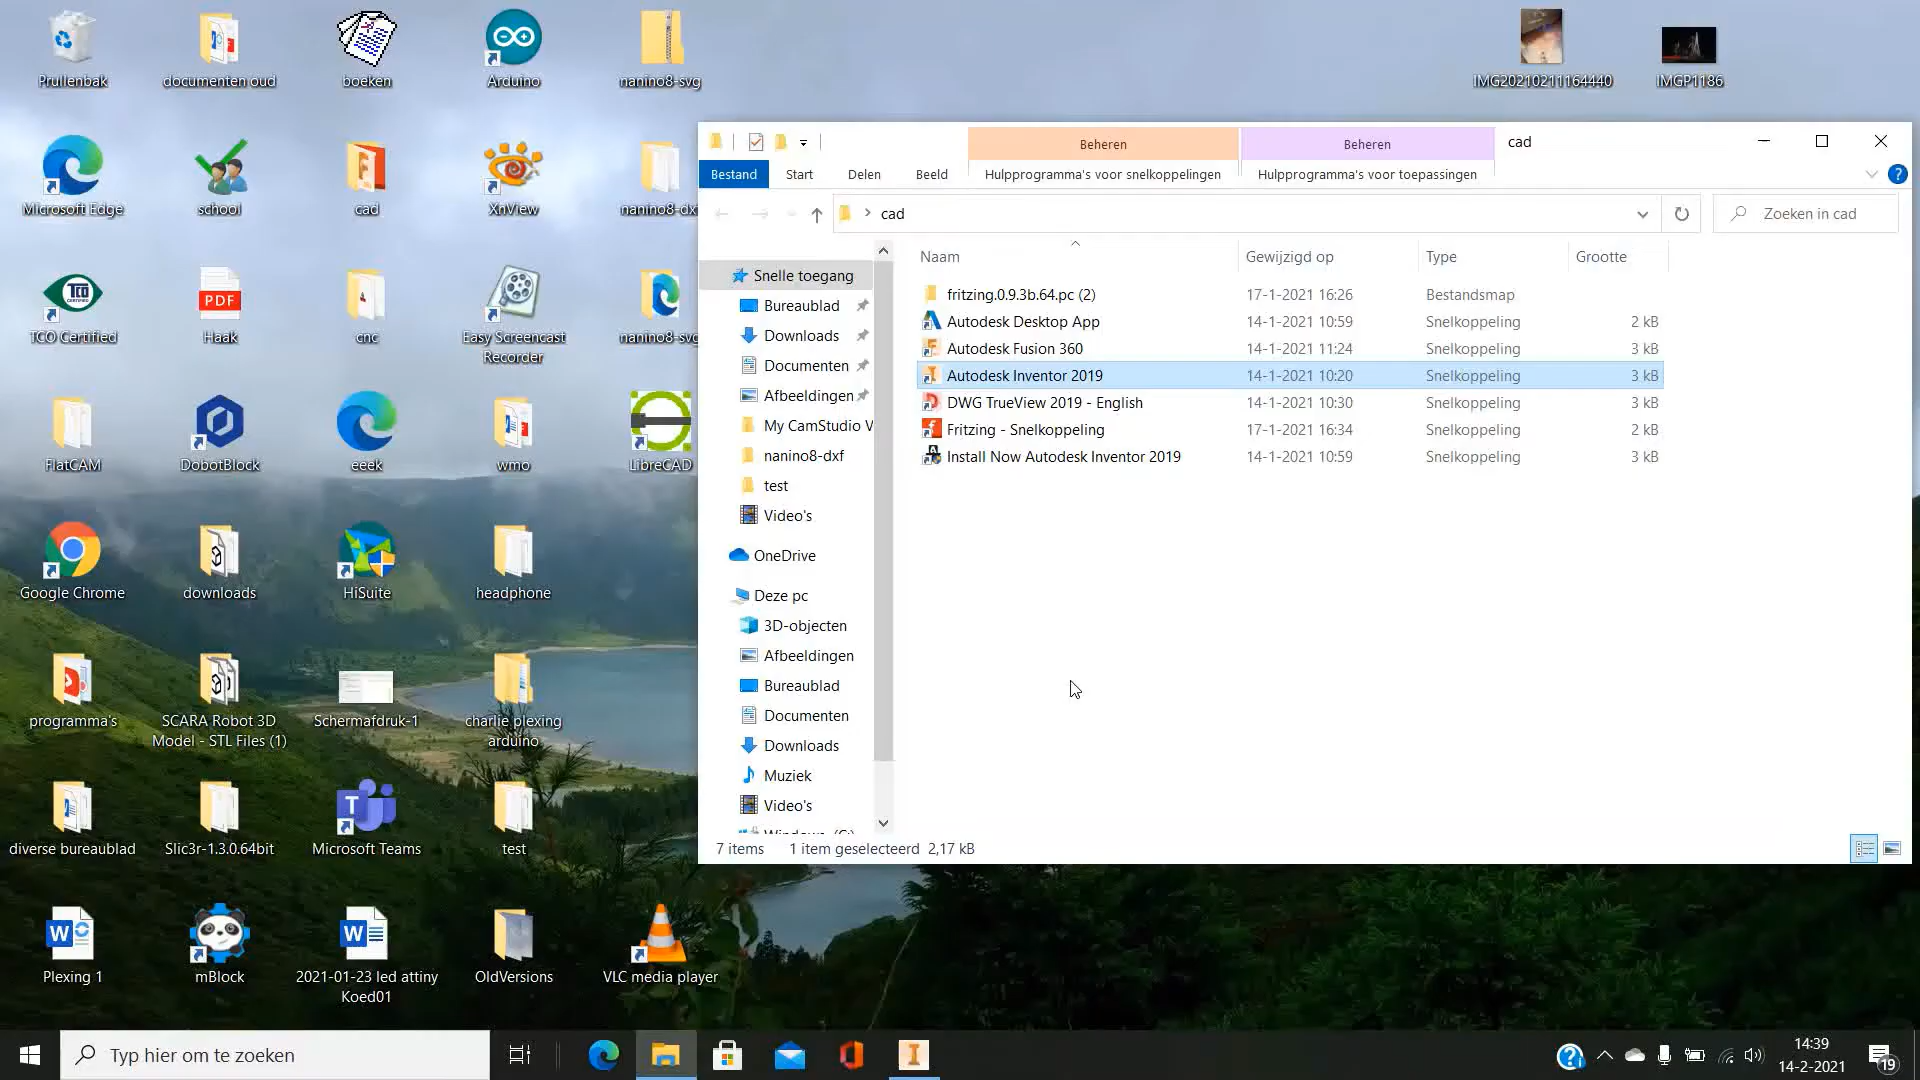 Prullenbak
documenten oud
boeken
Arduino
nanino8-svg
IMG20210211164440
IMGP1186
Microsoft Edge
school
cad
XnView
TCO Certified
Haak
PDF
cnc
Easy Screencast
Recorder
FlatCAM
DobotBlock
eeek
wmo
LibreCAD
Google Chrome
downloads
HiSuite
headphone
programma's
SCARA Robot 3D
Model - STL Files (1)
Schermafdruk-1
charlie plexing
arduino
diverse bureaublad
Slic3r-1.3.0.64bit
Microsoft Teams
test
Plexing 1
mBlock
2021-01-23 led attiny
Koed01
OldVersions
VLC media player
Beheren
Beheren
cad
Bestand
Start
Delen
Beeld
Hulpprogramma's voor snelkoppelingen
Hulpprogramma's voor toepassingen
cad
Zoeken in cad
Snelle toegang
Bureaublad
Downloads
Documenten
Afbeeldingen
My CamStudio V
nanino8-dxf
test
Video's
OneDrive
Deze pc
3D-objecten
Afbeeldingen
Bureaublad
Documenten
Downloads
Muziek
Video's
Naam Gewijzigd op Type Grootte
fritzing.0.9.3b.64.pc (2) 17-1-2021 16:26 Bestandsmap
Autodesk Desktop App 14-1-2021 10:59 Snelkoppeling 2 kB
Autodesk Fusion 360 14-1-2021 11:24 Snelkoppeling 3 kB
Autodesk Inventor 2019 14-1-2021 10:20 Snelkoppeling 3 kB
DWG TrueView 2019 - English 14-1-2021 10:30 Snelkoppeling 3 kB
Fritzing - Snelkoppeling 17-1-2021 16:34 Snelkoppeling 2 kB
Install Now Autodesk Inventor 2019 14-1-2021 10:59 Snelkoppeling 3 kB
7 items 1 item geselecteerd 2,17 kB
Typ hier om te zoeken
14:39
14-2-2021
19